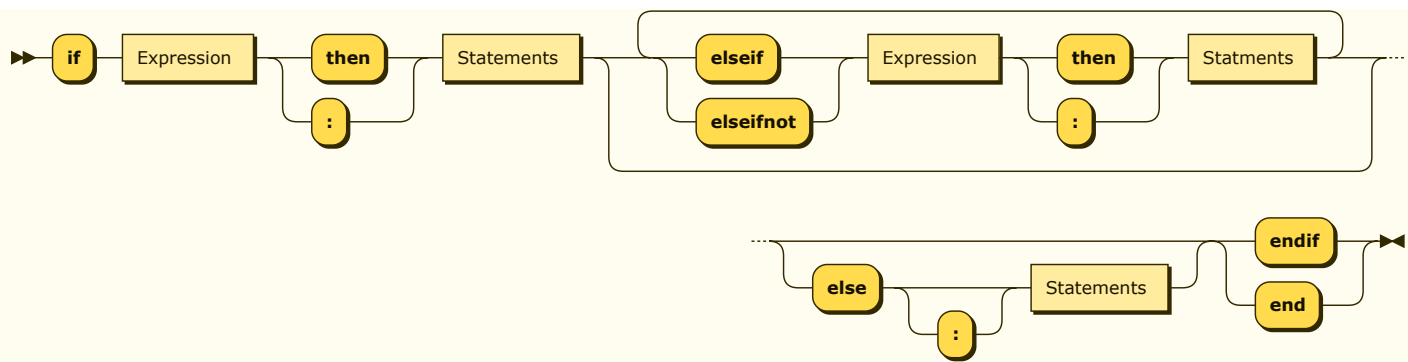 if Expression then Statements elseif Expression then Statments
: elseifnot :
endif
else Statements end
: